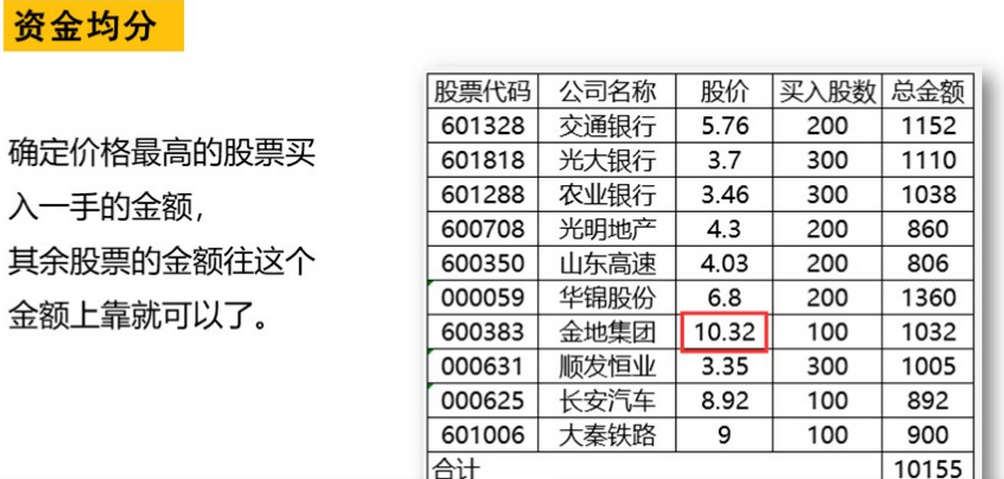 资金均分
确定价格最高的股票买
入一手的金额，
其余股票的金额往这个
金额上靠就可以了。
股票代码 公司名称 股价 买入股数 总金额
601328 交通银行 5.76 200 1152
601818 光大银行 3.7 300 1110
601288 农业银行 3.46 300 1038
600708 光明地产 4.3 200 860
600350 山东高速 4.03 200 806
000059 华锦股份 6.8 200 1360
600383 金地集团 10.32 100 1032
000631 顺发恒业 3.35 300 1005
000625 长安汽车 8.92 100 892
601006 大秦铁路 9 100 900
合计 10155